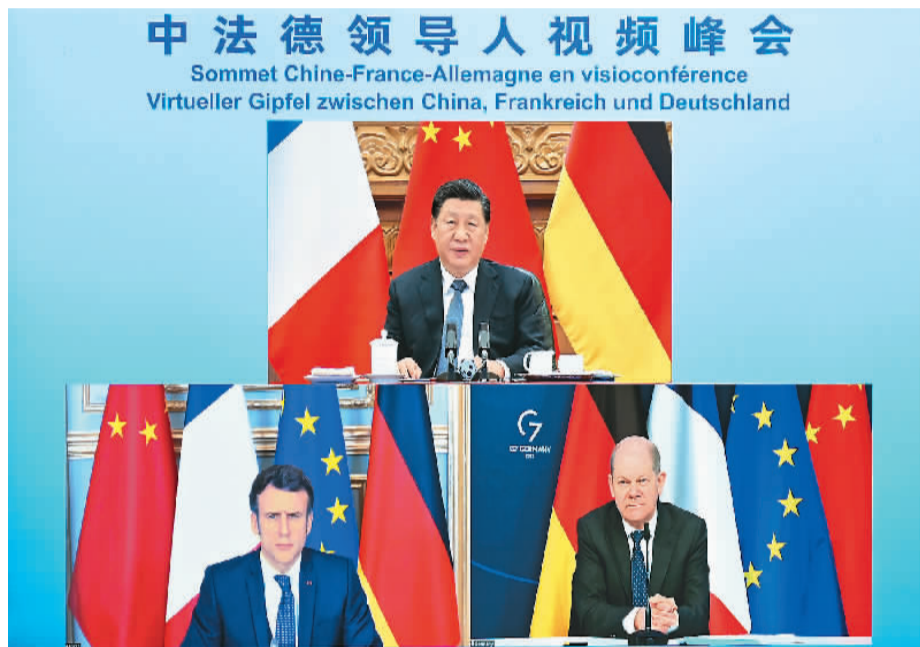 中法德领导人视频峰会
Sommet Chine-France-Allemagne en visioconférence
Virtueller Gipfel zwischen China, Frankreich und Deutschland
G7 GERMANY